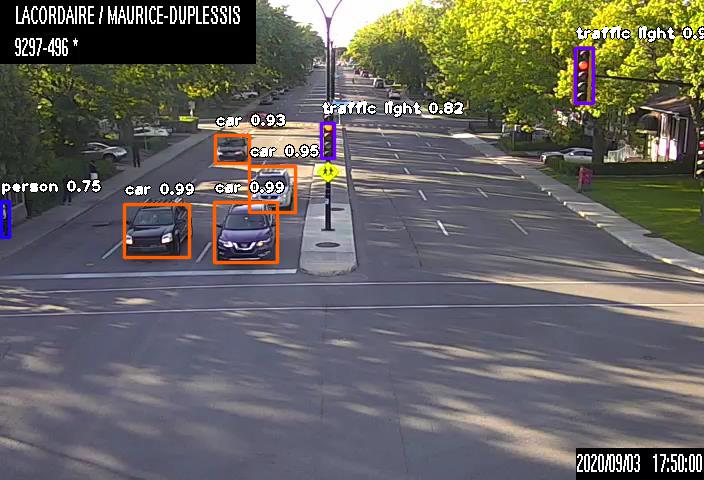 LACORDAIRE / MAURICE-DUPLESSIS
9297-496 *
traffic light 0.9
traffic light 0.82
car 0.93
car 0.95
person 0.75
car 0.99
car 0.99
2020/09/03 17:50:00